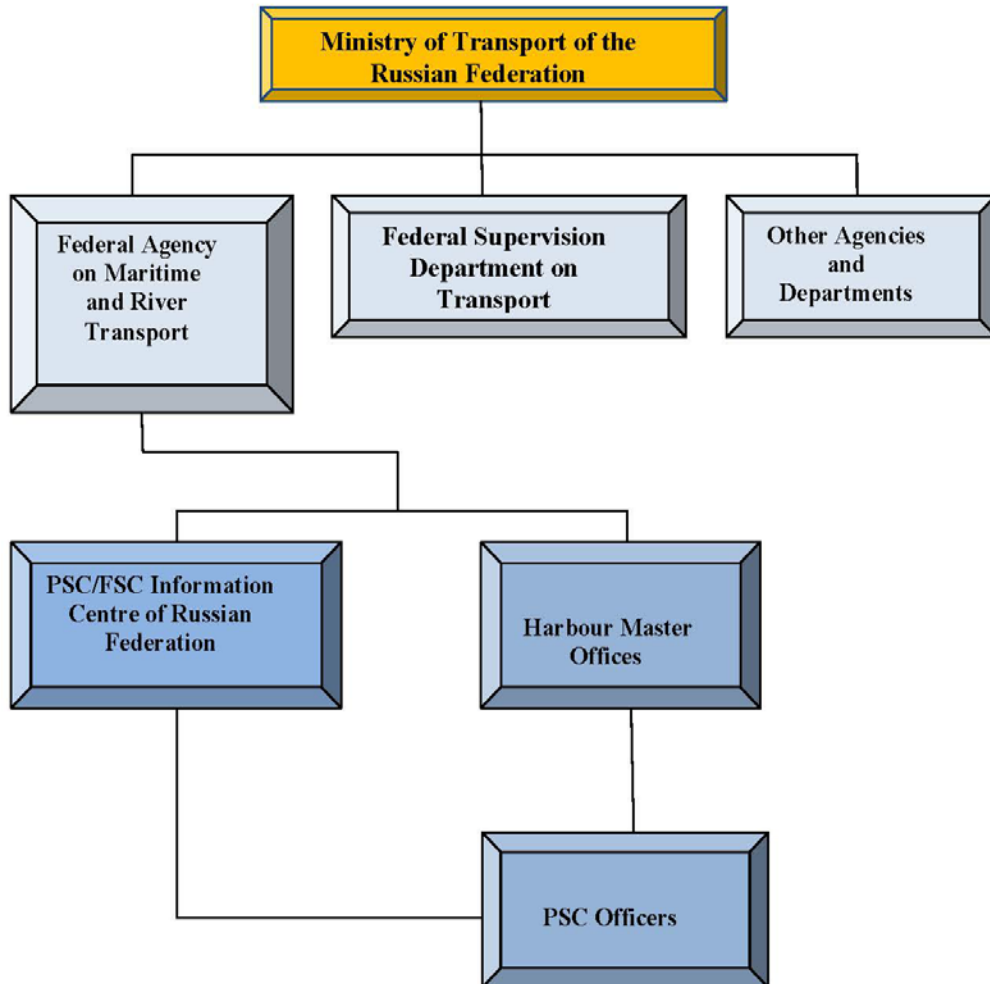 Ministry of Transport of the
Russian Federation
Federal Agency
on Maritime
and River
Transport
Federal Supervision
Department on
Transport
Other Agencies
and
Departments
PSC/FSC Information
Centre of Russian
Federation
Harbour Master
Offices
PSC Officers